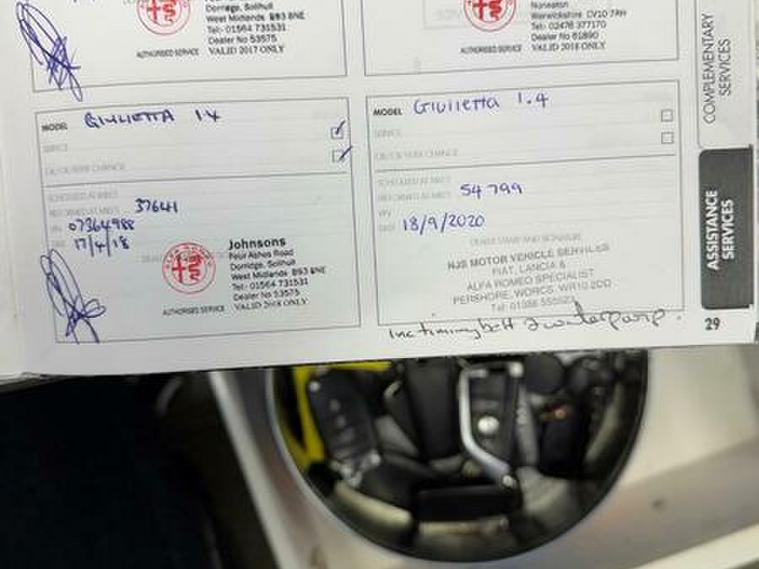 Dorridge, Solihull
West Midlands B93 8NE
Tel:- 01564 731531
Dealer No 53575
AUTHORISED SERVICE VALID 2017 ONLY
Nuneaton
Warwickshire CV10 7RH
Tel:- 02476 377170
Dealer No 61890
AUTHORISED SERVICE VALID 2018 ONLY
MODEL GIULIETTA 1.4
SERVICE
OIL/OIL FILTER CHANGE
SCHEDULED AT MILES
PERFORMED AT MILES 37641
VIN 07364988
DATE 17/4/18
Johnsons
Four Ashes Road
Dorridge, Solihull
West Midlands B93 8NE
Tel:- 01564 731531
Dealer No 53575
AUTHORISED SERVICE VALID 2018 ONLY
MODEL Giulietta 1.4
SERVICE
OIL/OIL FILTER CHANGE
SCHEDULED AT MILES
PERFORMED AT MILES 54799
VIN
DATE 18/9/2020
DEALER STAMP AND SIGNATURE
NJS MOTOR VEHICLE SERVICES
FIAT, LANCIA &
ALFA ROMEO SPECIALIST
PERSHORE, WORCS. WR10 2DD
Inc timing belt & waterpump.
COMPLEMENTARY
SERVICES
ASSISTANCE
SERVICES
29